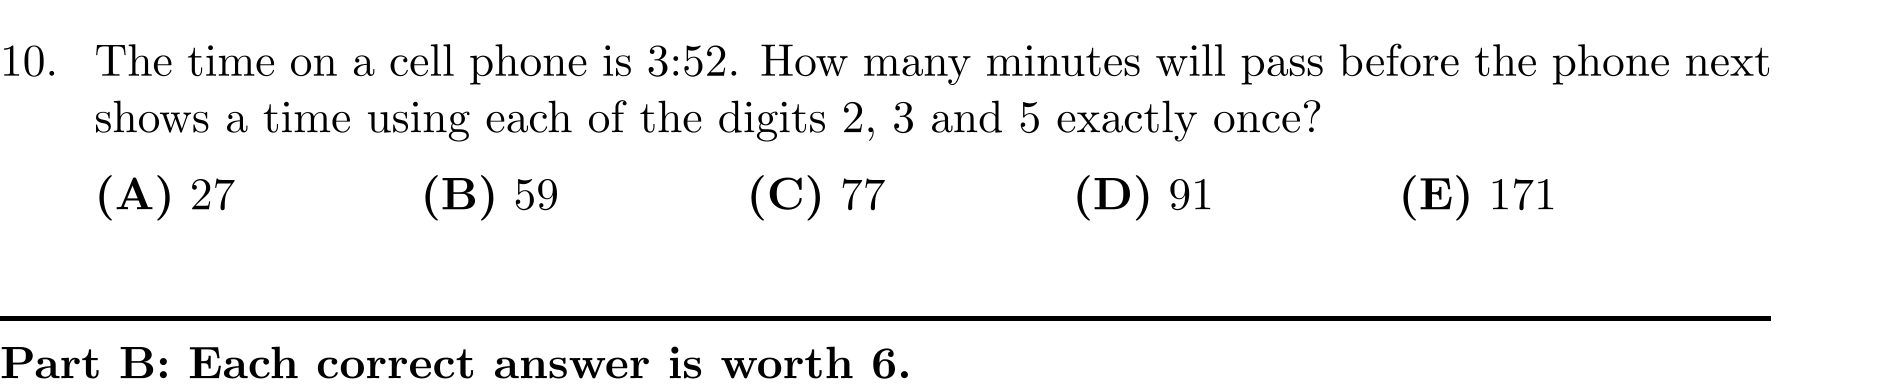 10. The time on a cell phone is 3:52. How many minutes will pass before the phone next
shows a time using each of the digits 2, 3 and 5 exactly once?
(A) 27 (B) 59 (C) 77 (D) 91 (E) 171
Part B: Each correct answer is worth 6.